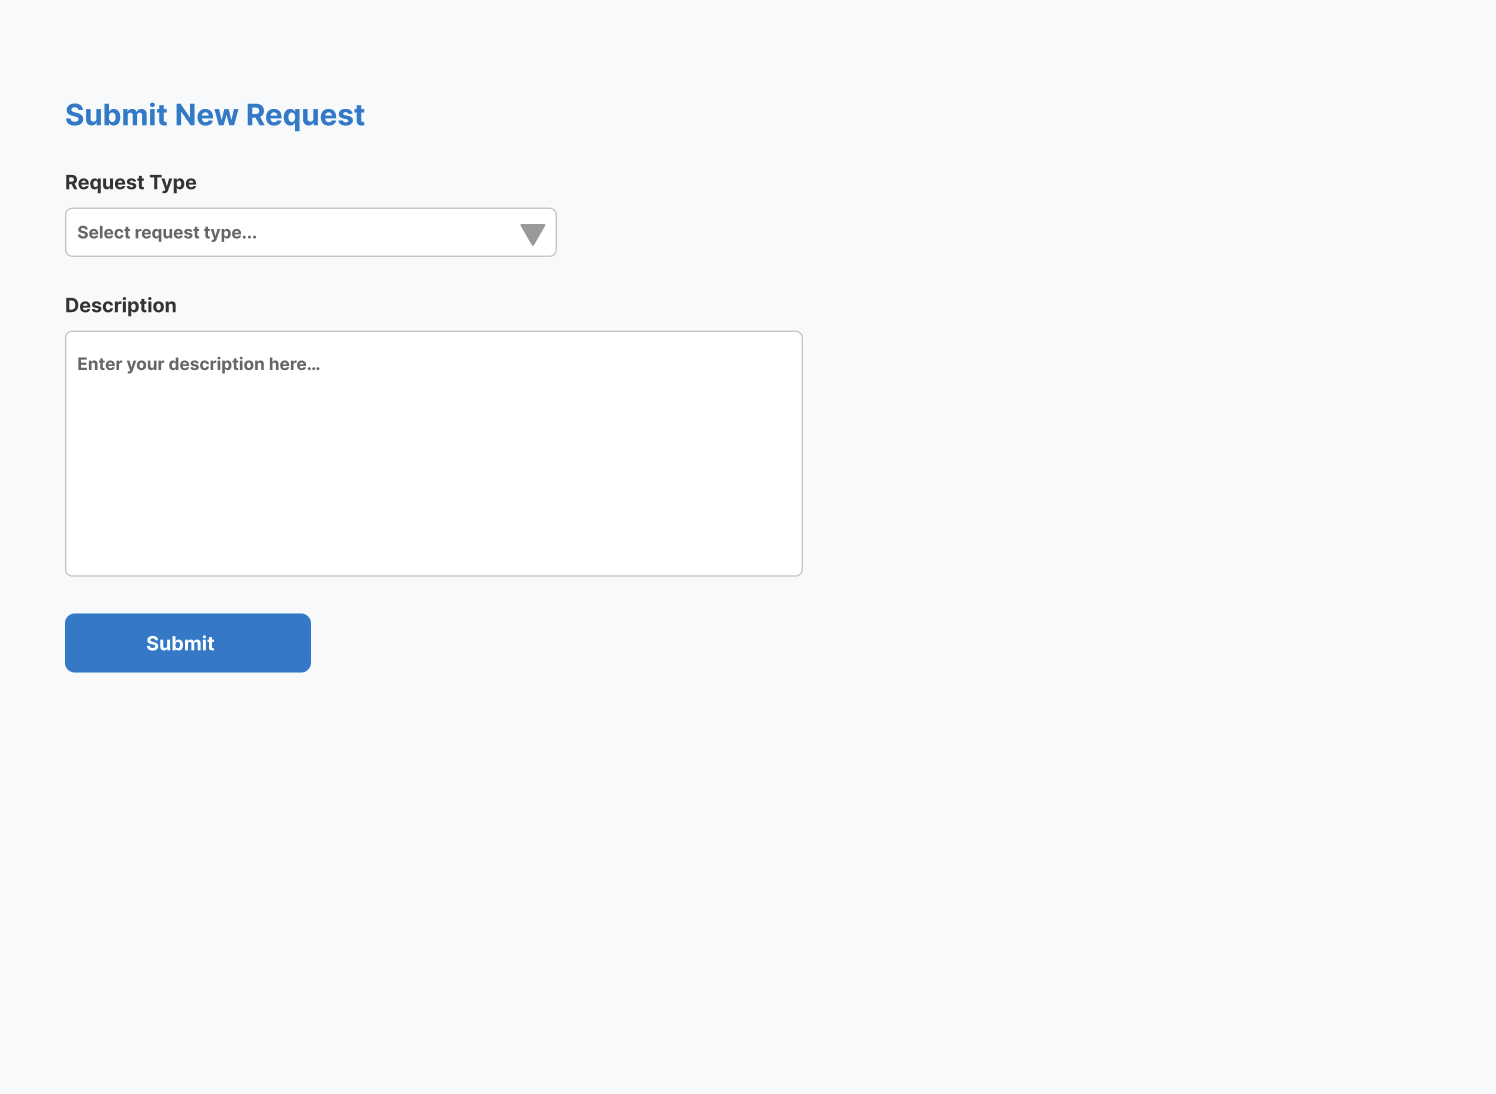 Submit New Request
Request Type
Select request type...
Description
Enter your description here...
Submit